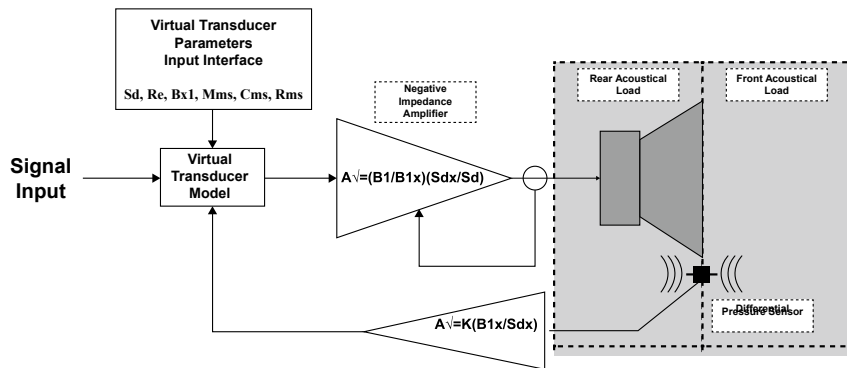 Virtual Transducer
Parameters
Input Interface
Sd, Re, Bx1, Mms, Cms, Rms
Negative
Impedance
Amplifier
Rear Acoustical
Load
Front Acoustical
Load
Signal
Input
Virtual
Transducer
Model
A√=(B1/B1x)(Sdx/Sd)
Differential
Pressure Sensor
A√=K(B1x/Sdx)